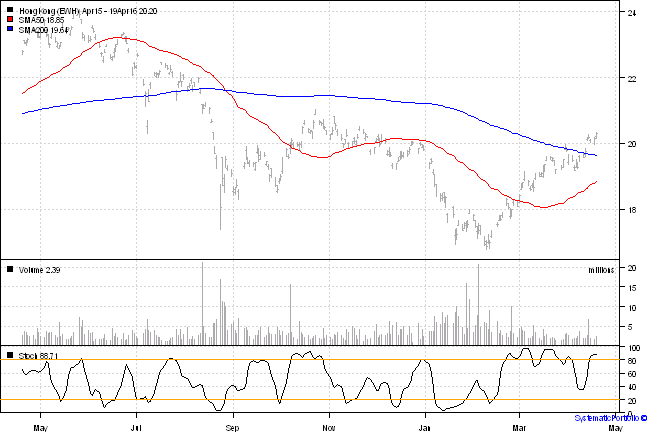 Hong Kong (EWH) Apr15 - 19Apr16 20.20
SMA50 18.85
SMA200 19.64
24
22
20
18
Volume 2.39
millions
20
15
10
5
Stoch 88.71
100
80
60
40
20
0
May
Jul
Sep
Nov
Jan
Mar
May
SystematicPortfolio ©